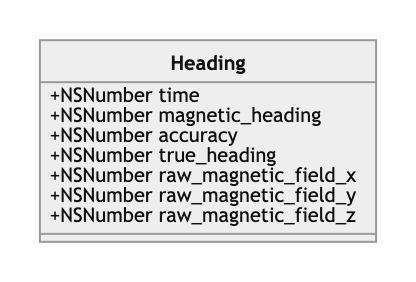 Heading
+NSNumber time
+NSNumber magnetic_heading
+NSNumber accuracy
+NSNumber true_heading
+NSNumber raw_magnetic_field_x
+NSNumber raw_magnetic_field_y
+NSNumber raw_magnetic_field_z